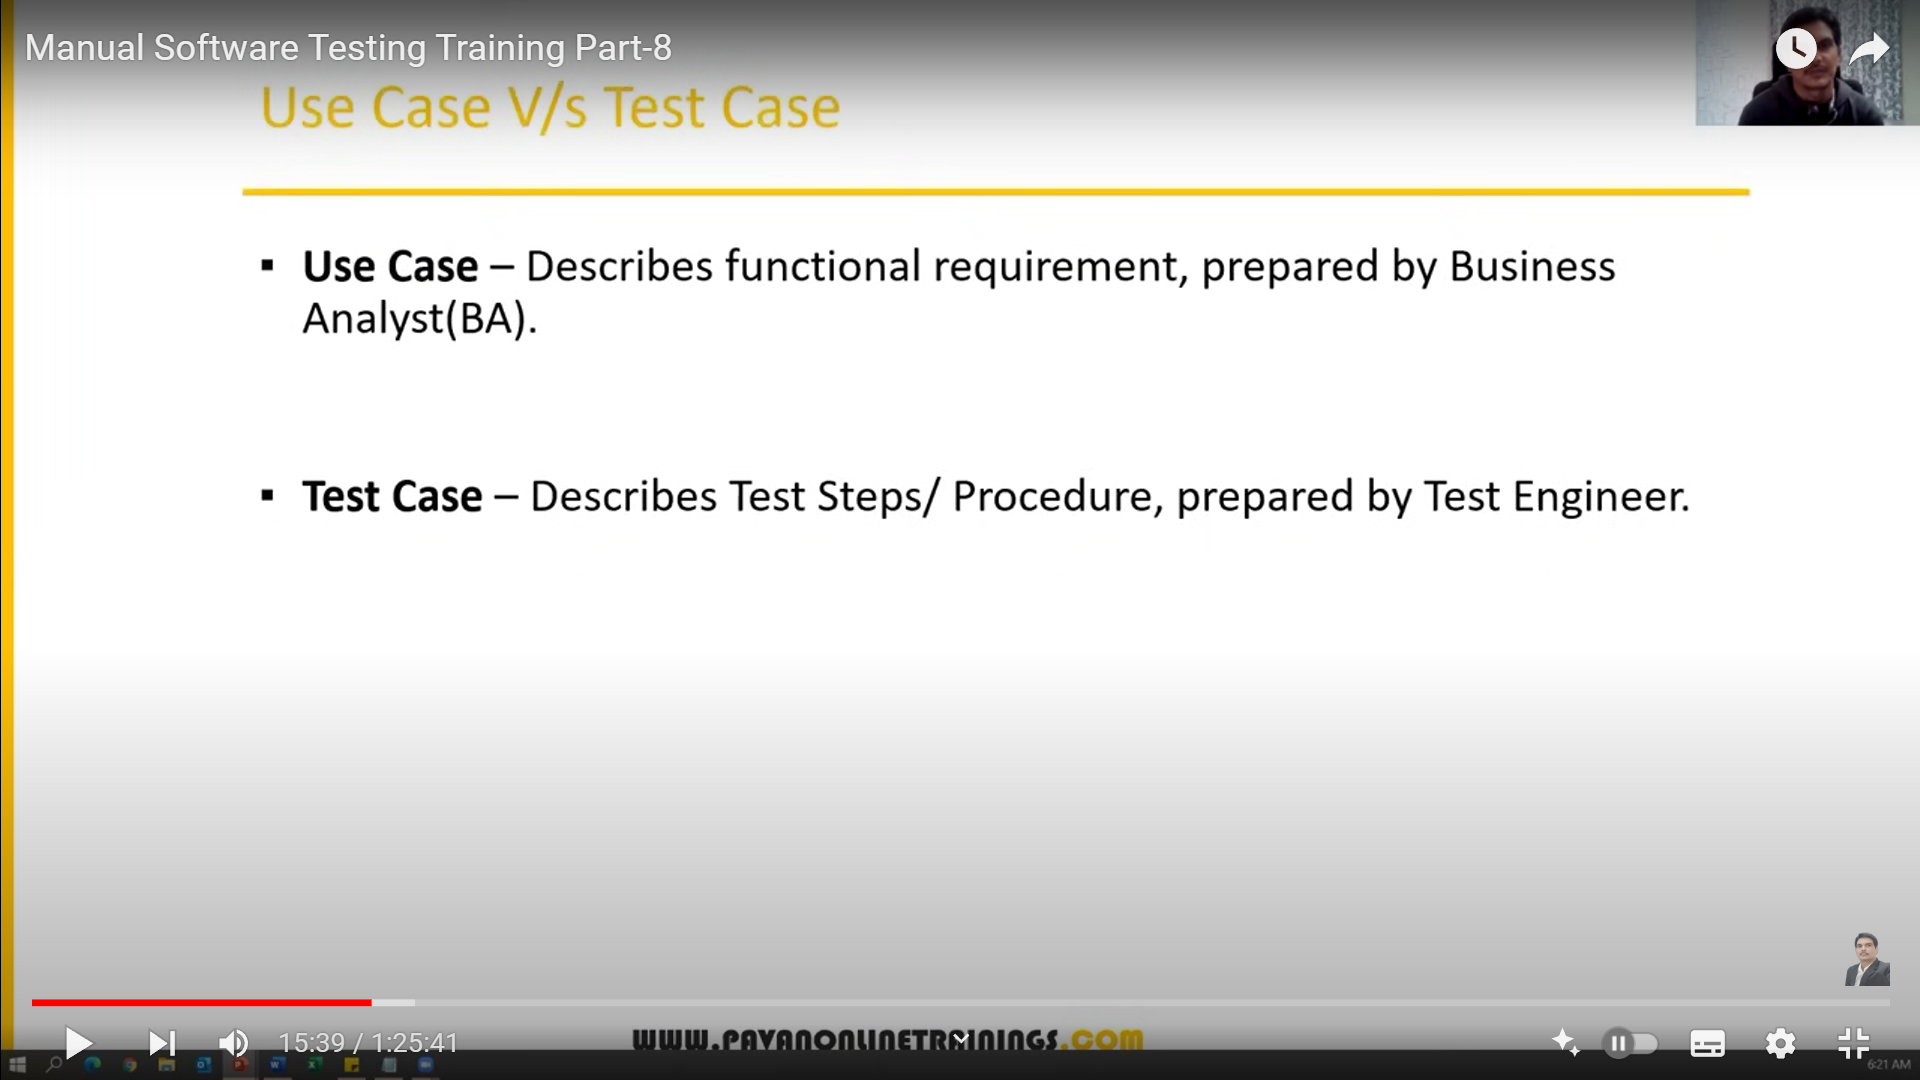 Manual Software Testing Training Part-8
Use Case V/s Test Case
▪ Use Case – Describes functional requirement, prepared by Business
Analyst(BA).
▪ Test Case – Describes Test Steps/ Procedure, prepared by Test Engineer.
15:39 / 1:25:41
WWW.PAVANONLINETRAININGS.COM
6:21 AM